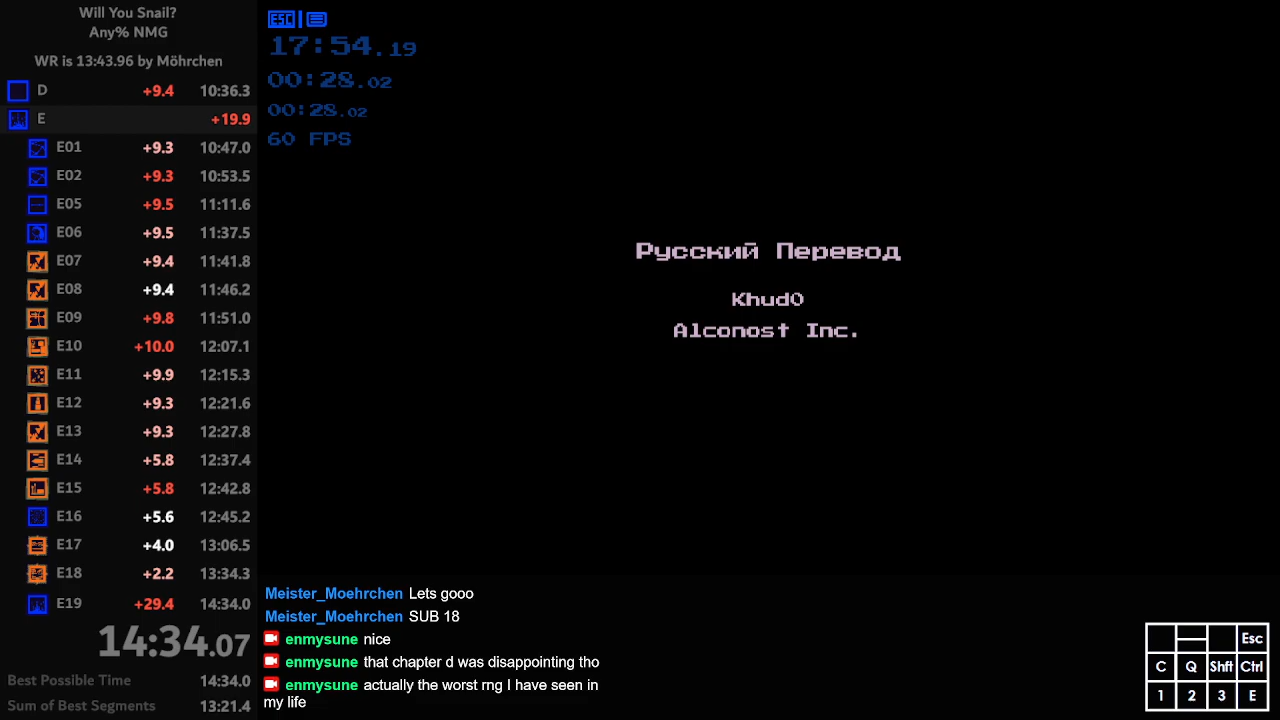 Will You Snail?
Any% NMG
WR is 13:43.96 by Möhrchen
D +9.4 10:36.3
E +19.9
E01 +9.3 10:47.0
E02 +9.3 10:53.5
E05 +9.5 11:11.6
E06 +9.5 11:37.5
E07 +9.4 11:41.8
E08 +9.4 11:46.2
E09 +9.8 11:51.0
E10 +10.0 12:07.1
E11 +9.9 12:15.3
E12 +9.3 12:21.6
E13 +9.3 12:27.8
E14 +5.8 12:37.4
E15 +5.8 12:42.8
E16 +5.6 12:45.2
E17 +4.0 13:06.5
E18 +2.2 13:34.3
E19 +29.4 14:34.0
14:34.07
Best Possible Time 14:34.0
Sum of Best Segments 13:21.4
ESC
17:54.19
00:28.02
00:28.02
60 FPS
Русский Перевод
Khud0
Alconost Inc.
Meister_Moehrchen Lets gooo
Meister_Moehrchen SUB 18
enmysune nice
enmysune that chapter d was disappointing tho
enmysune actually the worst rng I have seen in
my life
Esc
C Q Shft Ctrl
1 2 3 E